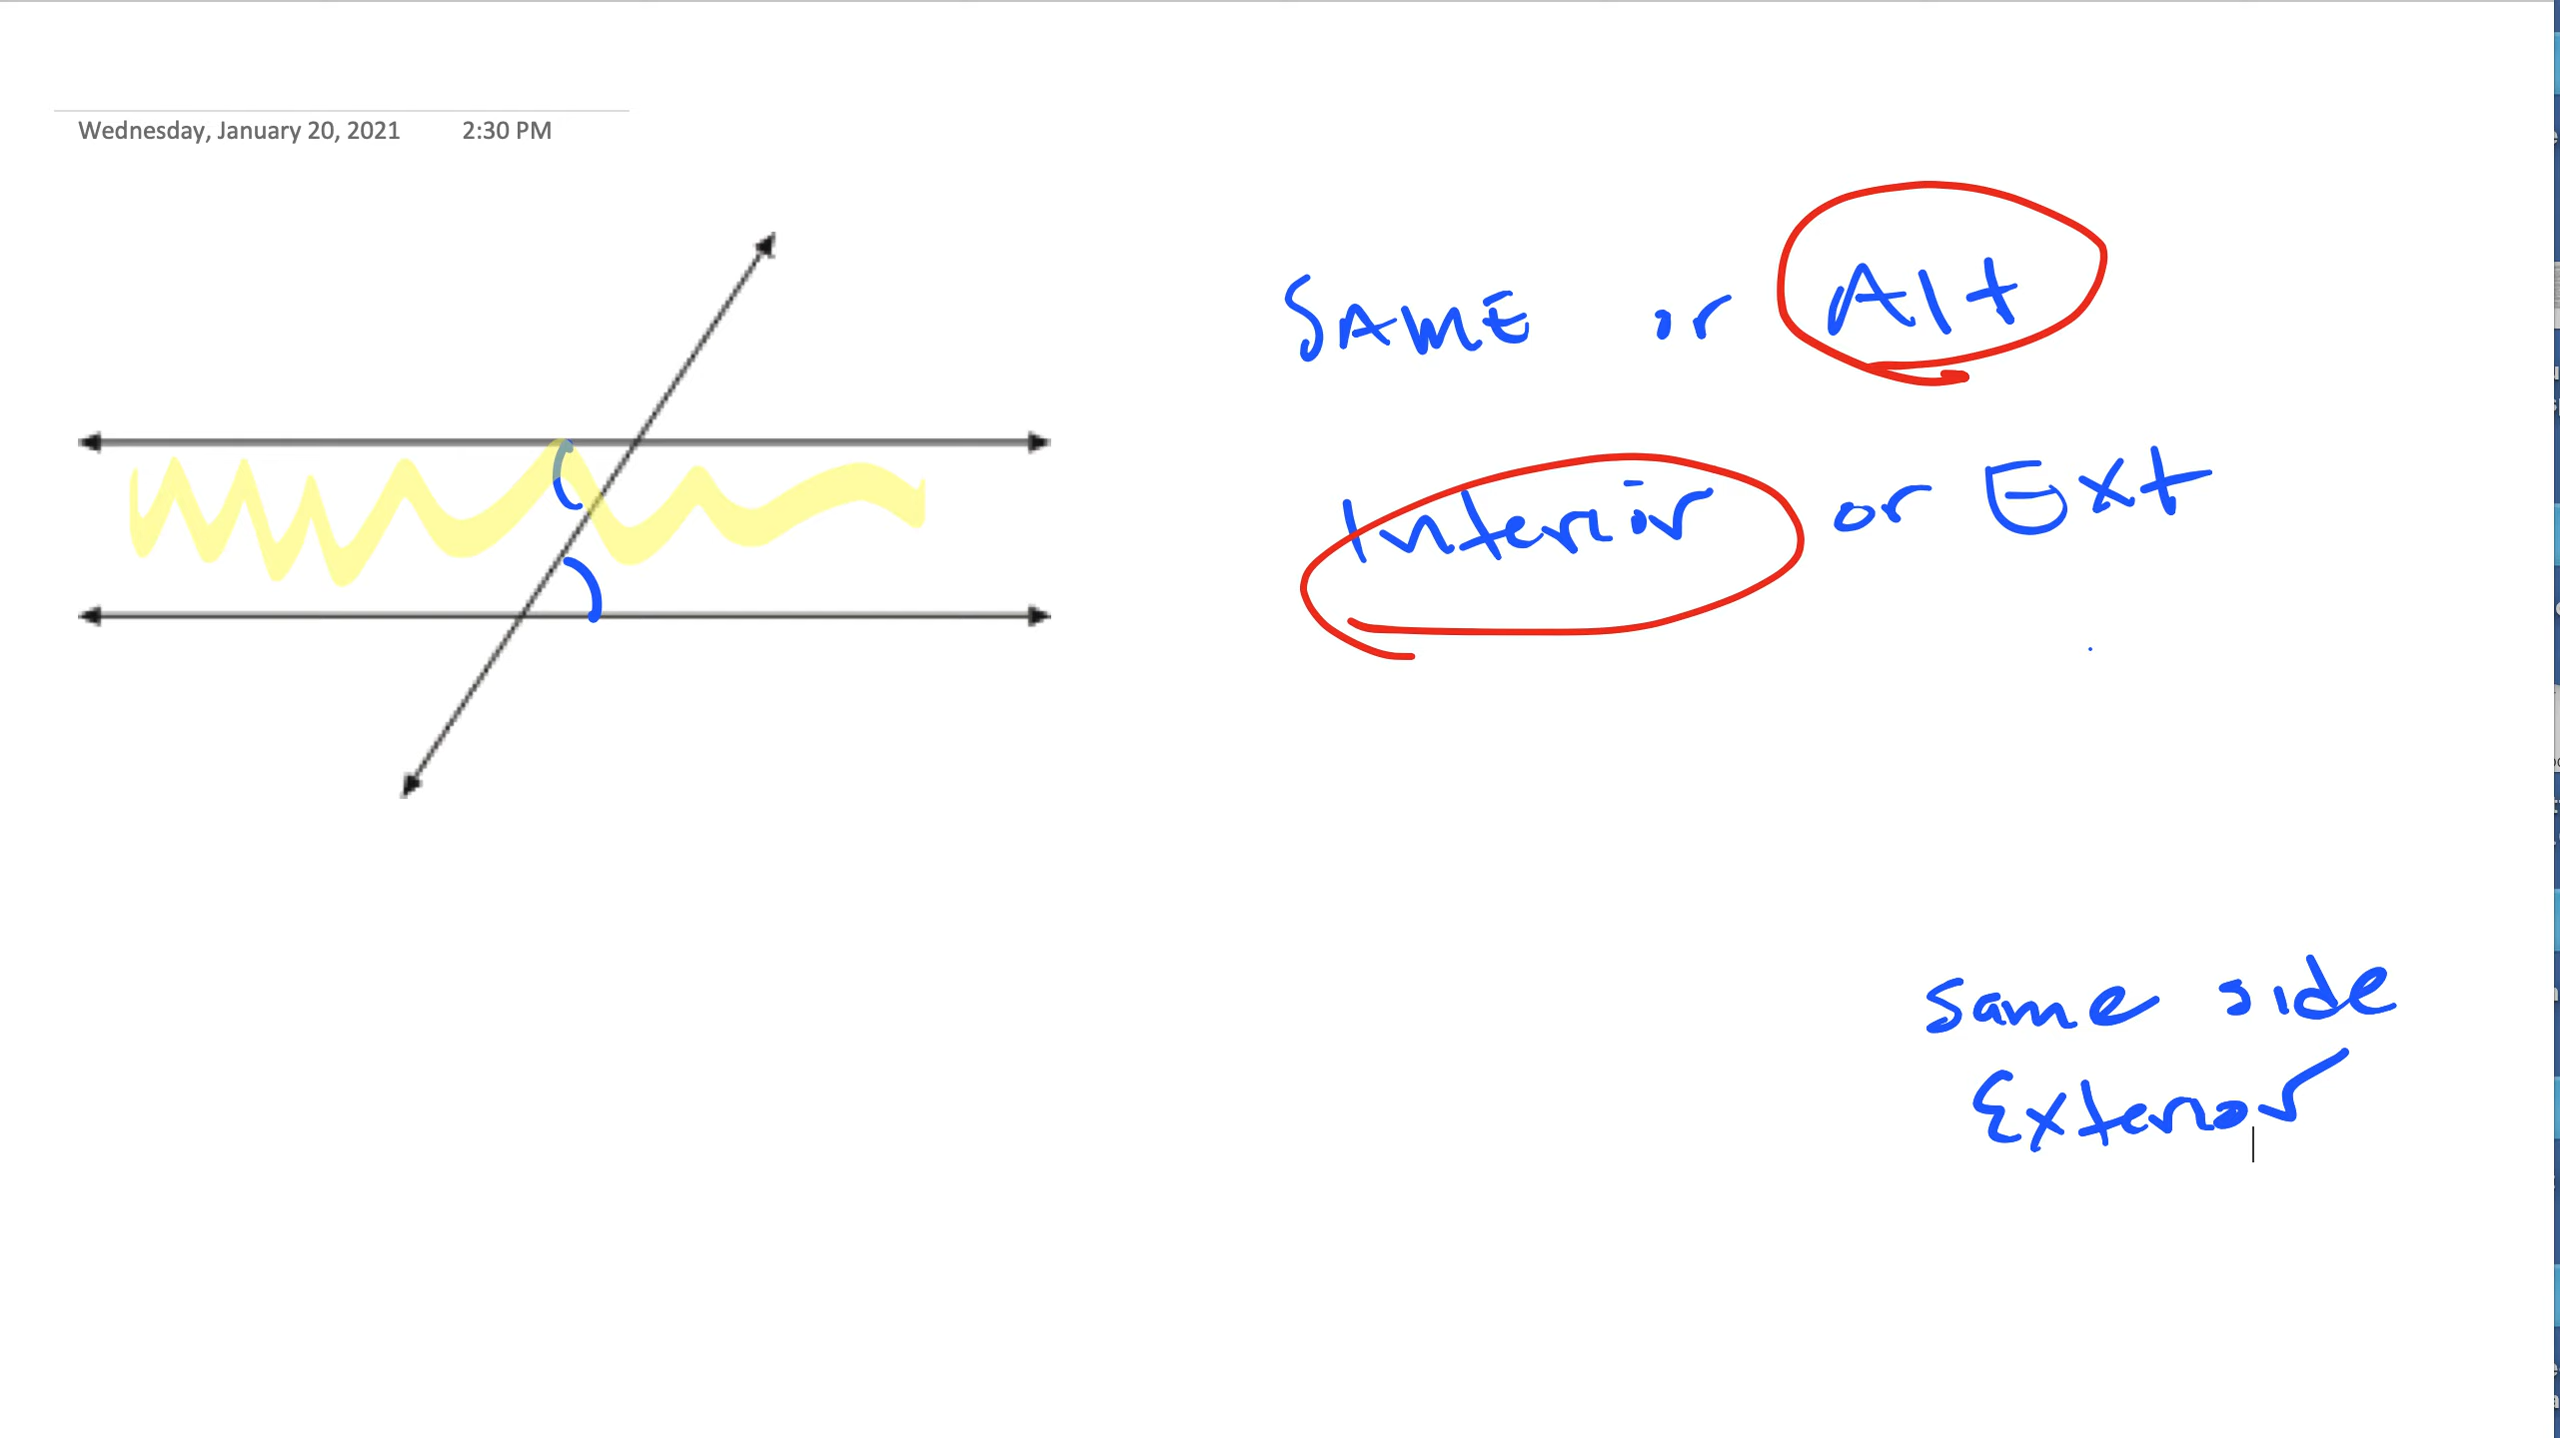 Wednesday, January 20, 2021 2:30 PM
SAME or Alt
Interior or Ext
same side
Exterior